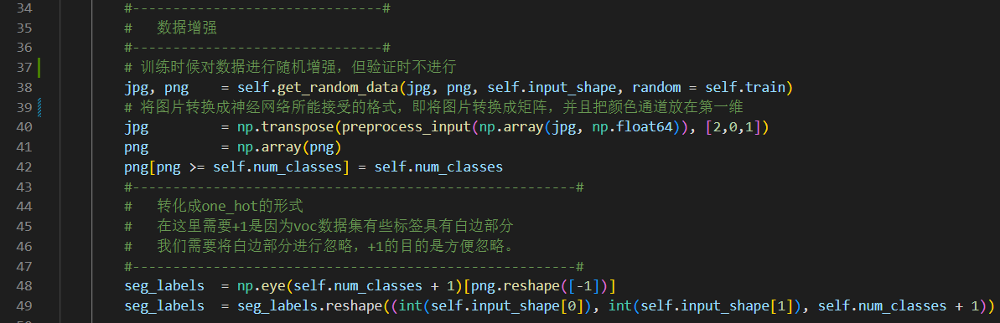 34 #-------------------------------#
35 #   数据增强
36 #-------------------------------#
37 # 训练时候对数据进行随机增强，但验证时不进行
38 jpg, png    = self.get_random_data(jpg, png, self.input_shape, random = self.train)
39 # 将图片转换成神经网络所能接受的格式，即将图片转换成矩阵，并且把颜色通道放在第一维
40 jpg         = np.transpose(preprocess_input(np.array(jpg, np.float64)), [2,0,1])
41 png         = np.array(png)
42 png[png >= self.num_classes] = self.num_classes
43 #-------------------------------------------------------#
44 #   转化成one_hot的形式
45 #   在这里需要+1是因为voc数据集有些标签具有白边部分
46 #   我们需要将白边部分进行忽略，+1的目的是方便忽略。
47 #-------------------------------------------------------#
48 seg_labels  = np.eye(self.num_classes + 1)[png.reshape([-1])]
49 seg_labels  = seg_labels.reshape((int(self.input_shape[0]), int(self.input_shape[1]), self.num_classes + 1))